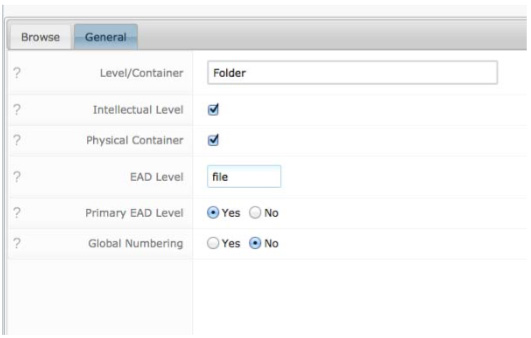 Browse General
? Level/Container Folder
? Intellectual Level
? Physical Container
? EAD Level file
? Primary EAD Level Yes No
? Global Numbering Yes No